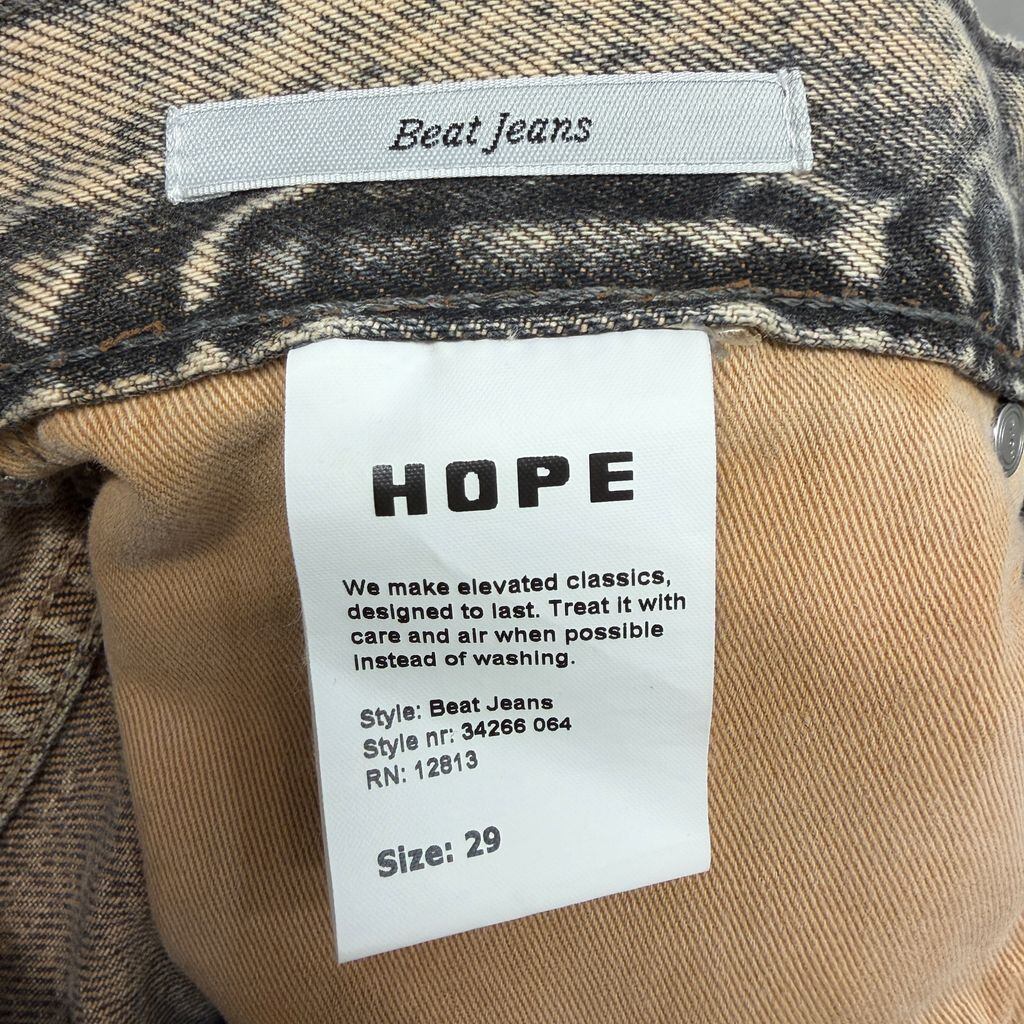 Beat Jeans
HOPE
We make elevated classics,
designed to last. Treat it with
care and air when possible
instead of washing.
Style: Beat Jeans
Style nr: 34266 064
RN: 12813
Size: 29